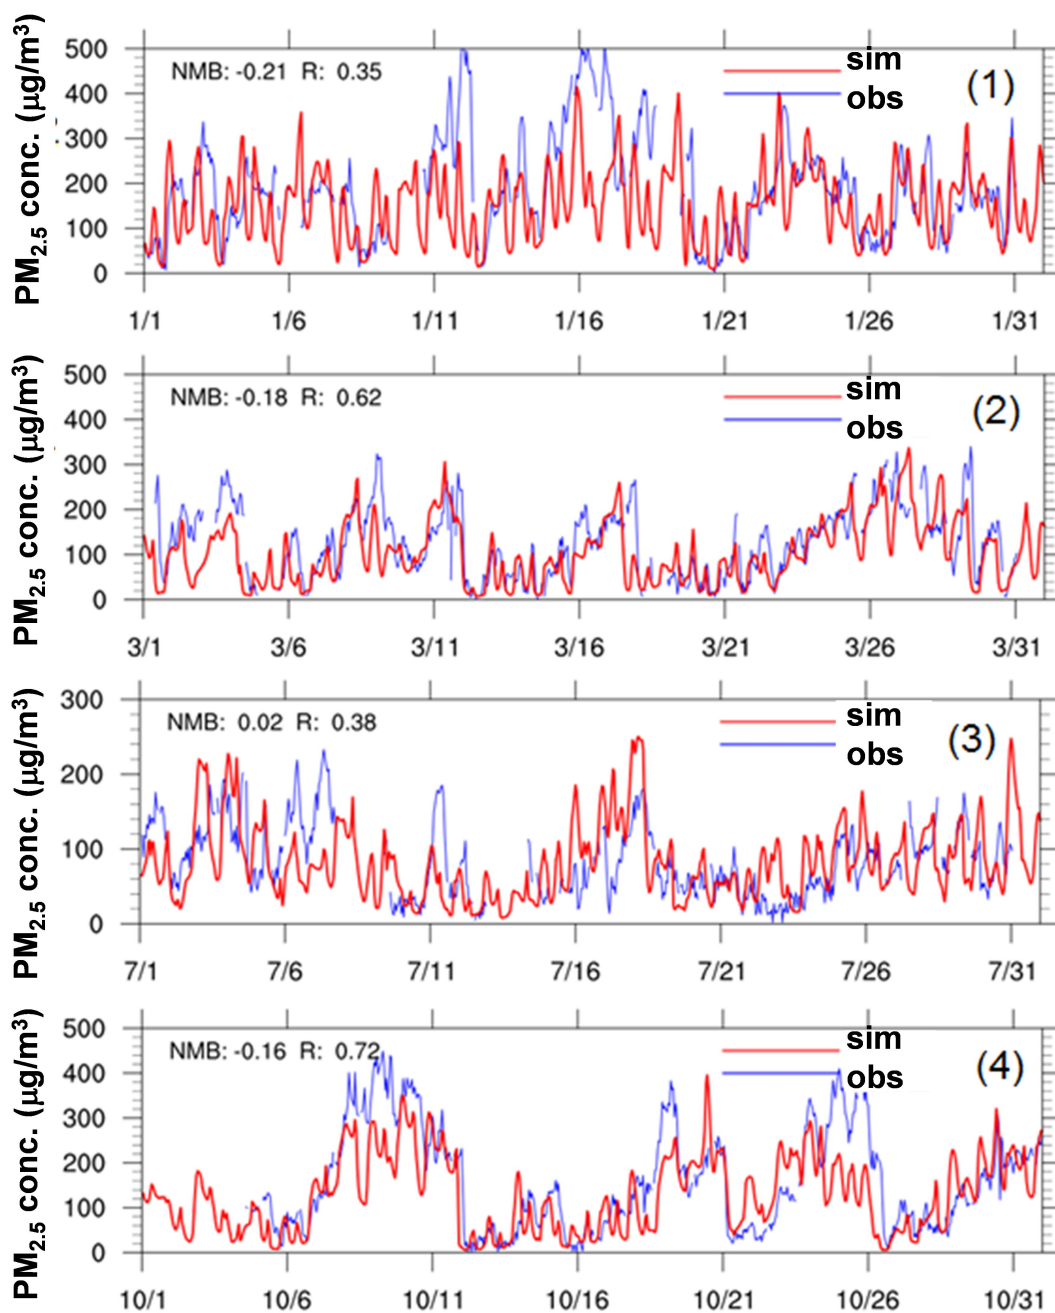 PM2.5 conc. (µg/m3)
500
400
300
200
100
0
NMB: -0.21 R: 0.35
sim
obs
(1)
1/1 1/6 1/11 1/16 1/21 1/26 1/31
PM2.5 conc. (µg/m3)
500
400
300
200
100
0
NMB: -0.18 R: 0.62
sim
obs
(2)
3/1 3/6 3/11 3/16 3/21 3/26 3/31
PM2.5 conc. (µg/m3)
300
200
100
0
NMB: 0.02 R: 0.38
sim
obs
(3)
7/1 7/6 7/11 7/16 7/21 7/26 7/31
PM2.5 conc. (µg/m3)
500
400
300
200
100
0
NMB: -0.16 R: 0.72
sim
obs
(4)
10/1 10/6 10/11 10/16 10/21 10/26 10/31